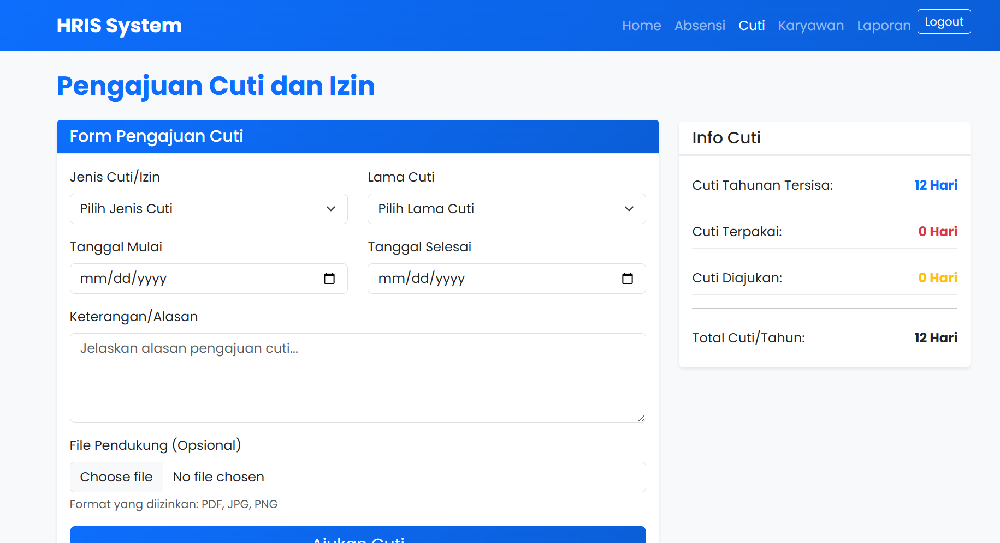 HRIS System
Home Absensi Cuti Karyawan Laporan Logout
Pengajuan Cuti dan Izin
Form Pengajuan Cuti
Jenis Cuti/Izin
Lama Cuti
Pilih Jenis Cuti
Pilih Lama Cuti
Tanggal Mulai
Tanggal Selesai
mm/dd/yyyy
mm/dd/yyyy
Keterangan/Alasan
Jelaskan alasan pengajuan cuti...
File Pendukung (Opsional)
Choose file No file chosen
Format yang diizinkan: PDF, JPG, PNG
Ajukan Cuti
Info Cuti
Cuti Tahunan Tersisa: 12 Hari
Cuti Terpakai: 0 Hari
Cuti Diajukan: 0 Hari
Total Cuti/Tahun: 12 Hari